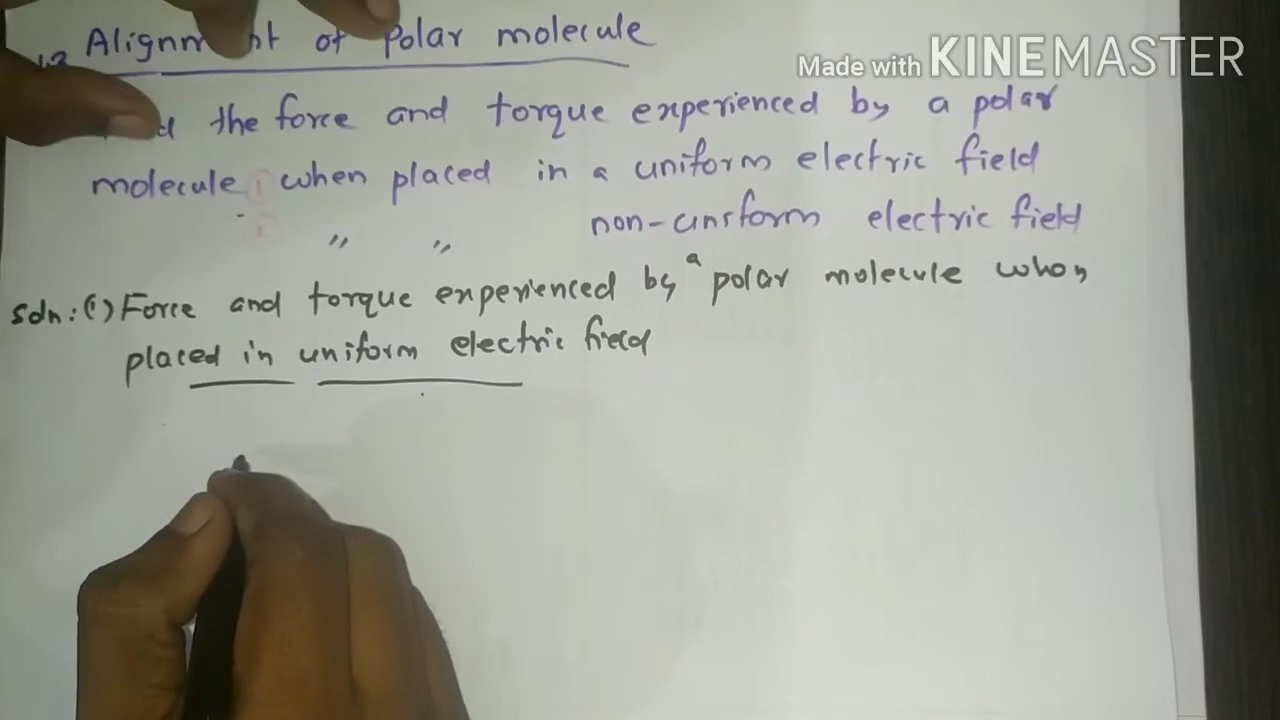 Alignm nt of Polar molecule
Made with KINEMASTER
the force and torque experienced by a polar
molecule, when placed in a uniform electric field
" " non-uniform electric field
Soln: (i) Force and torque experienced by a polar molecule when
placed in uniform electric field